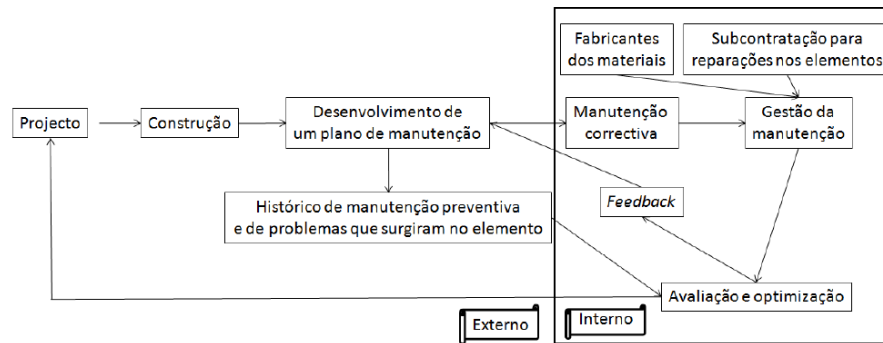 Fabricantes
dos materiais
Subcontratação para
reparações nos elementos
Projecto
Construção
Desenvolvimento de
um plano de manutenção
Manutenção
correctiva
Gestão da
manutenção
Histórico de manutenção preventiva
e de problemas que surgiram no elemento
Feedback
Avaliação e optimização
Externo
Interno